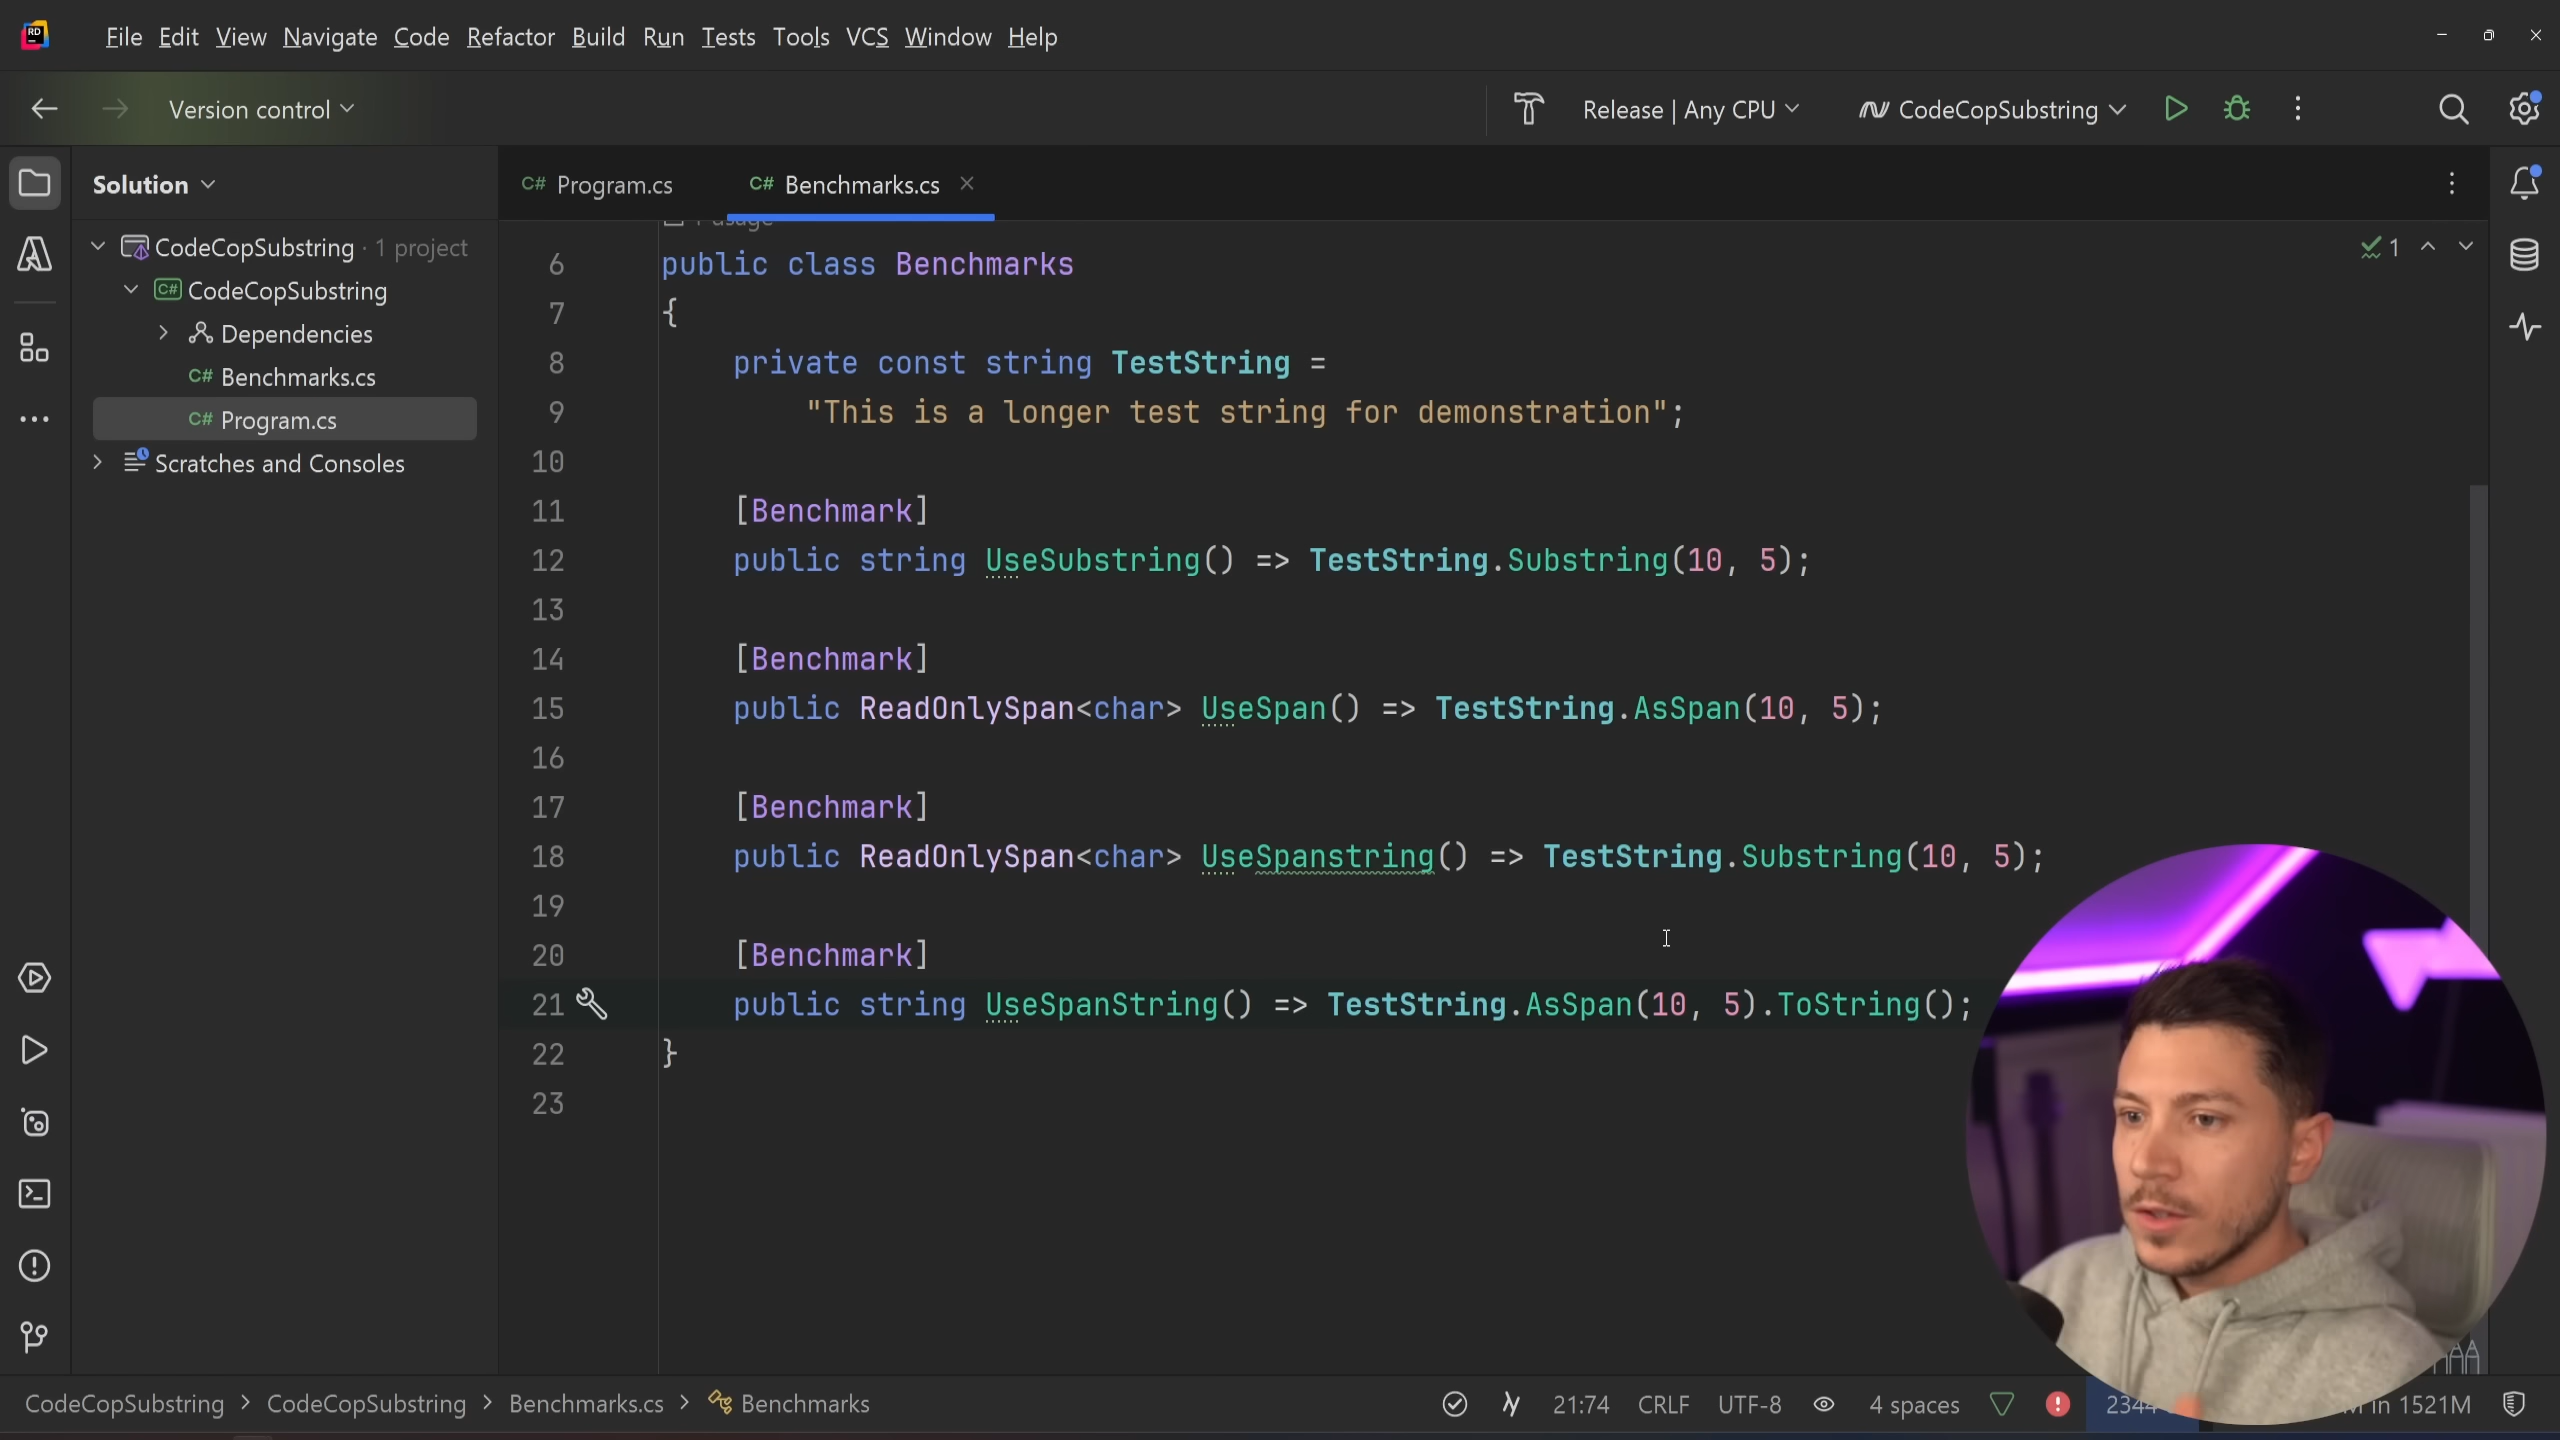 RD
File Edit View Navigate Code Refactor Build Run Tests Tools VCS Window Help
Version control
Release | Any CPU
CodeCopSubstring
Solution
C# Program.cs
C# Benchmarks.cs
CodeCopSubstring · 1 project
C# CodeCopSubstring
Dependencies
C# Benchmarks.cs
C# Program.cs
Scratches and Consoles
1
6 public class Benchmarks
7 {
8 private const string TestString =
9 "This is a longer test string for demonstration";
10
11 [Benchmark]
12 public string UseSubstring() => TestString.Substring(10, 5);
13
14 [Benchmark]
15 public ReadOnlySpan<char> UseSpan() => TestString.AsSpan(10, 5);
16
17 [Benchmark]
18 public ReadOnlySpan<char> UseSpanstring() => TestString.Substring(10, 5);
19
20 [Benchmark]
21 public string UseSpanString() => TestString.AsSpan(10, 5).ToString();
22 }
23
CodeCopSubstring > CodeCopSubstring > Benchmarks.cs > Benchmarks
21:74 CRLF UTF-8 4 spaces 2344 in 1521M